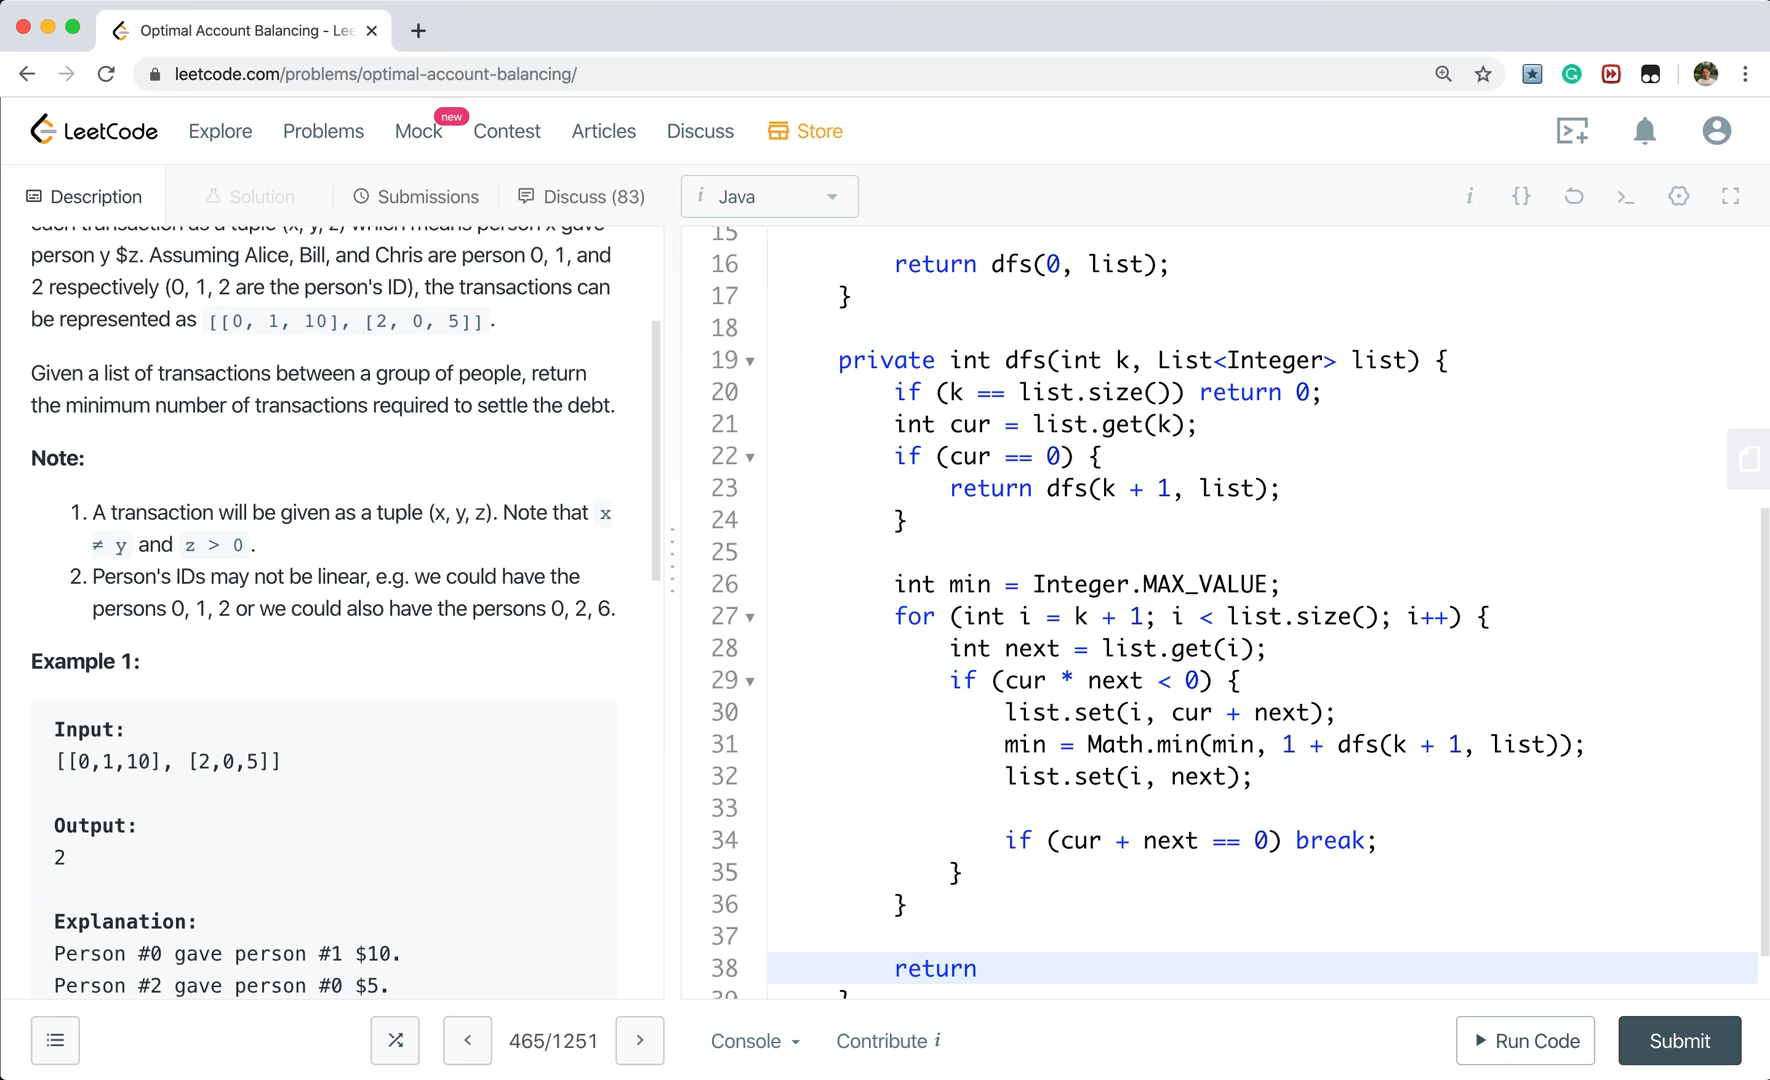 Optimal Account Balancing - Lee
leetcode.com/problems/optimal-account-balancing/
LeetCode
Explore
Problems
Mock
new
Contest
Articles
Discuss
Store
Description
Solution
Submissions
Discuss (83)
i Java
i
{}
each transaction as a tuple (x, y, z) which means person x gave
person y $z. Assuming Alice, Bill, and Chris are person 0, 1, and
2 respectively (0, 1, 2 are the person's ID), the transactions can
be represented as [[0, 1, 10], [2, 0, 5]].
Given a list of transactions between a group of people, return
the minimum number of transactions required to settle the debt.
Note:
1. A transaction will be given as a tuple (x, y, z). Note that x
≠ y and z > 0.
2. Person's IDs may not be linear, e.g. we could have the
persons 0, 1, 2 or we could also have the persons 0, 2, 6.
Example 1:
Input:
[[0,1,10], [2,0,5]]
Output:
2
Explanation:
Person #0 gave person #1 $10.
Person #2 gave person #0 $5.
15
16 return dfs(0, list);
17 }
18
19 private int dfs(int k, List<Integer> list) {
20 if (k == list.size()) return 0;
21 int cur = list.get(k);
22 if (cur == 0) {
23 return dfs(k + 1, list);
24 }
25
26 int min = Integer.MAX_VALUE;
27 for (int i = k + 1; i < list.size(); i++) {
28 int next = list.get(i);
29 if (cur * next < 0) {
30 list.set(i, cur + next);
31 min = Math.min(min, 1 + dfs(k + 1, list));
32 list.set(i, next);
33
34 if (cur + next == 0) break;
35 }
36 }
37
38 return
39 }
465/1251
Console
Contribute i
Run Code
Submit